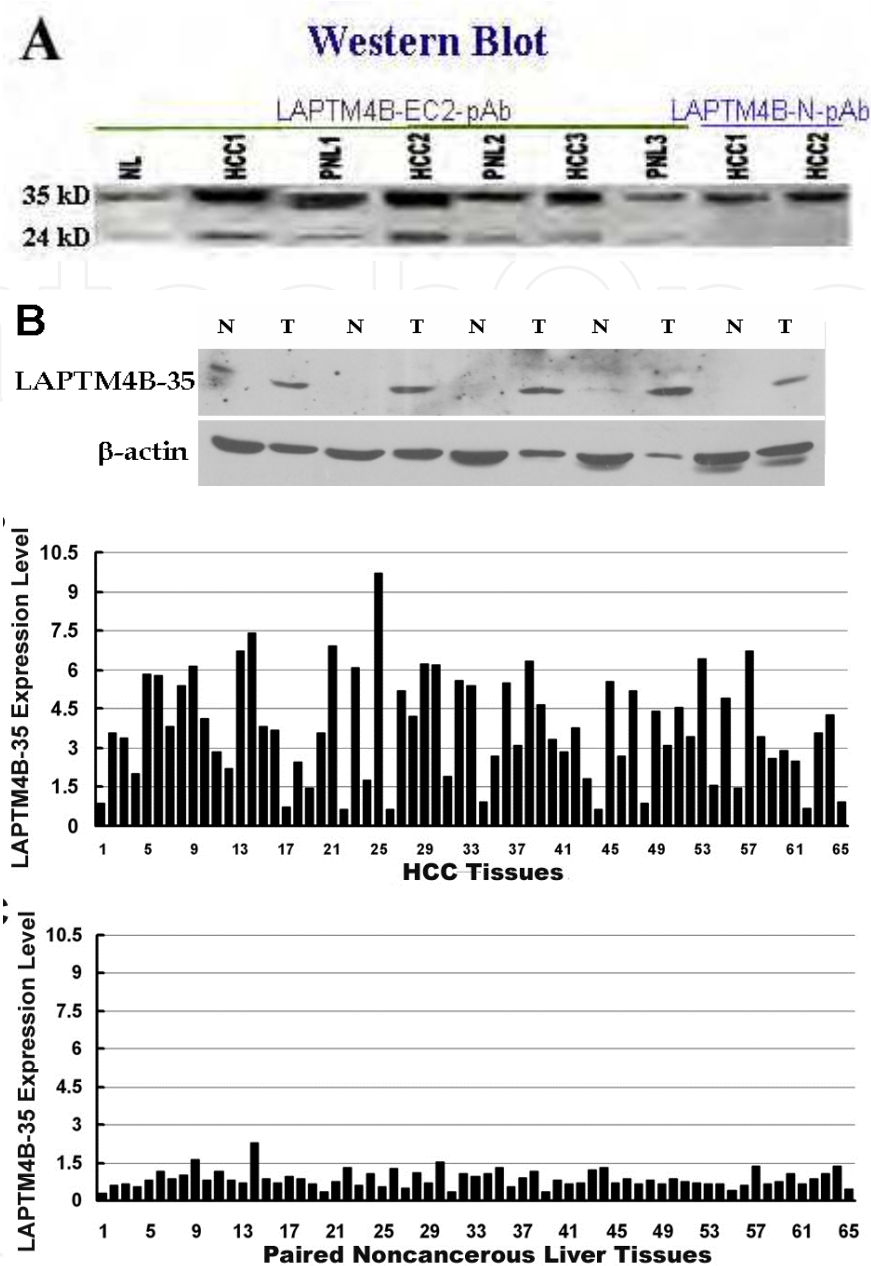 A
Western Blot
LAPTM4B-EC2-pAb LAPTM4B-N-pAb
NL HCC1 PNL1 HCC2 PNL2 HCC3 PNL3 HCC1 HCC2
35 kD
24 kD
B
N T N T N T N T N T
LAPTM4B-35
β-actin
LAPTM4B-35 Expression Level
10.5
9
7.5
6
4.5
3
1.5
0
1 5 9 13 17 21 25 29 33 37 41 45 49 53 57 61 65
HCC Tissues
LAPTM4B-35 Expression Level
10.5
9
7.5
6
4.5
3
1.5
0
1 5 9 13 17 21 25 29 33 37 41 45 49 53 57 61 65
Paired Noncancerous Liver Tissues